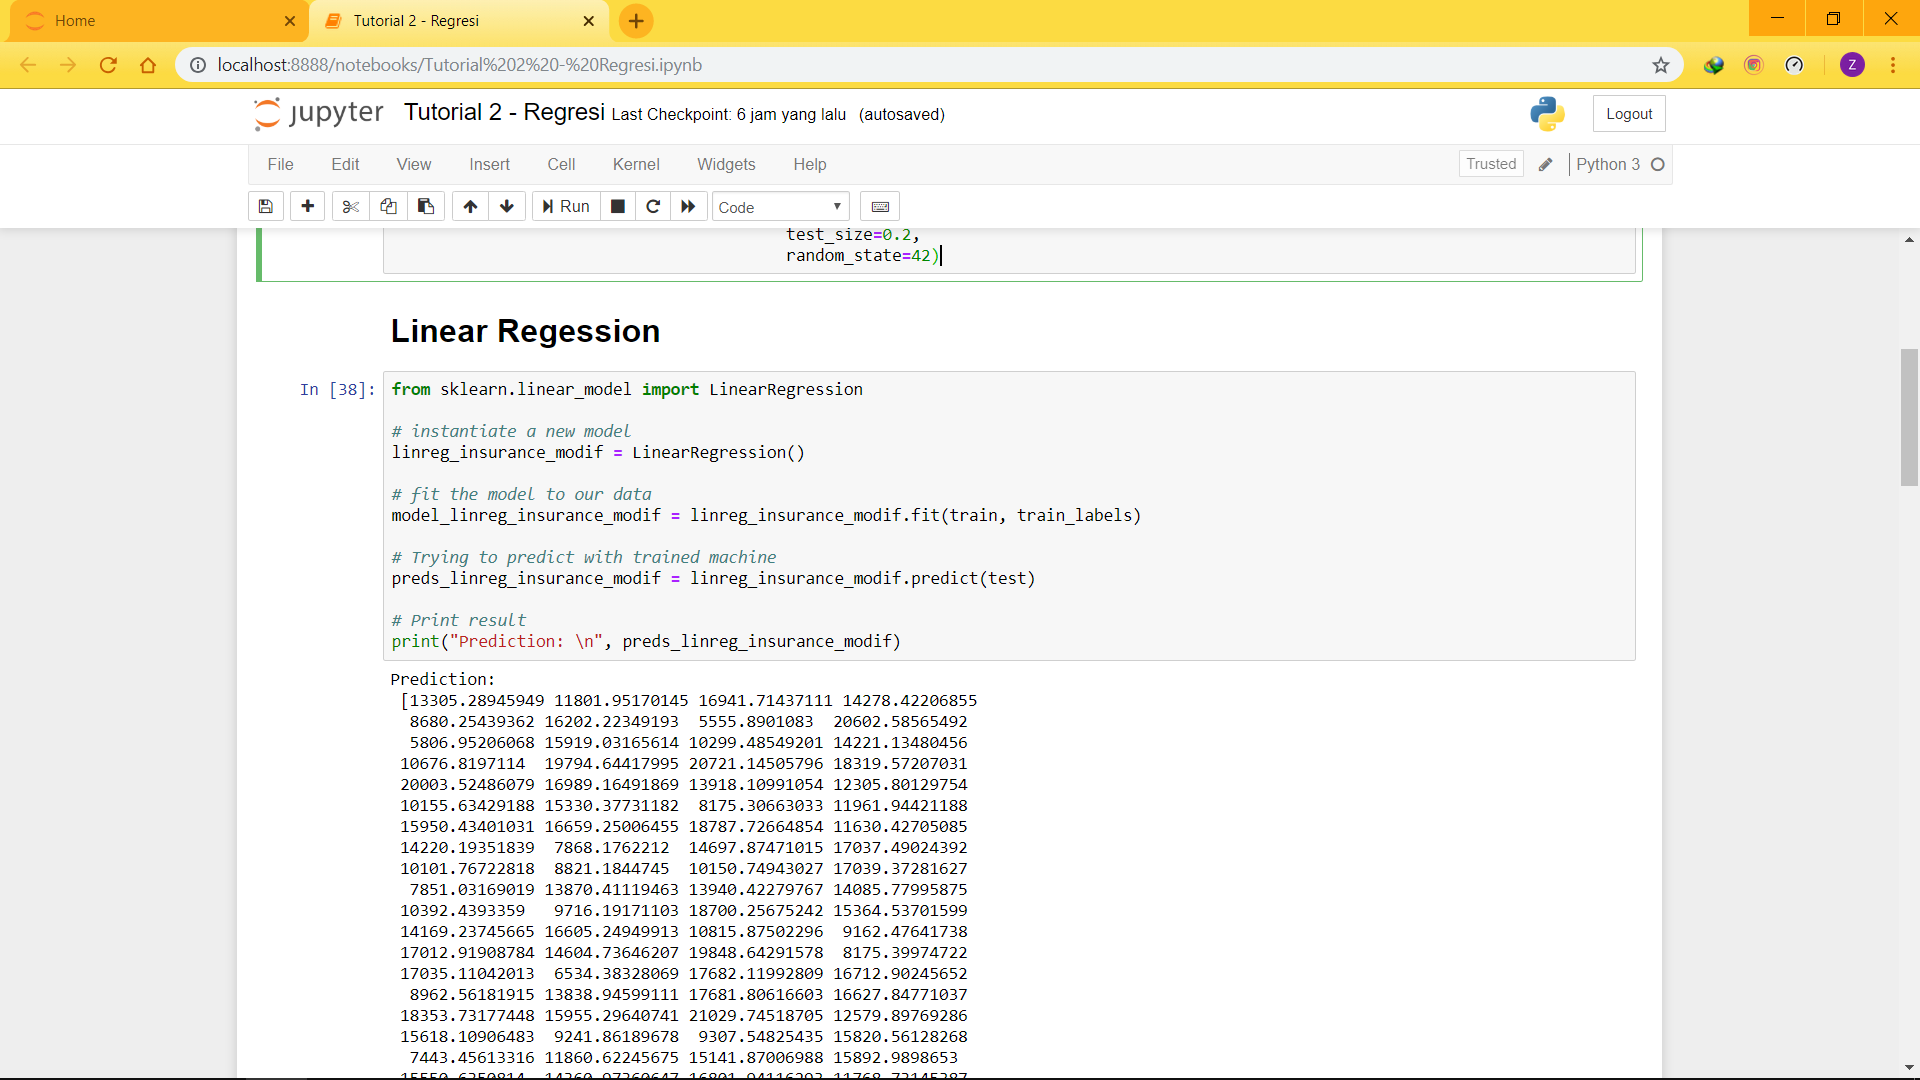 Home
Tutorial 2 - Regresi
localhost:8888/notebooks/Tutorial%202%20-%20Regresi.ipynb
Z
jupyter Tutorial 2 - Regresi Last Checkpoint: 6 jam yang lalu (autosaved)
Logout
File Edit View Insert Cell Kernel Widgets Help
Trusted Python 3
Run Code
test_size=0.2,
random_state=42)
Linear Regession
In [38]: from sklearn.linear_model import LinearRegression
# instantiate a new model
linreg_insurance_modif = LinearRegression()
# fit the model to our data
model_linreg_insurance_modif = linreg_insurance_modif.fit(train, train_labels)
# Trying to predict with trained machine
preds_linreg_insurance_modif = linreg_insurance_modif.predict(test)
# Print result
print("Prediction: \n", preds_linreg_insurance_modif)
Prediction:
[13305.28945949 11801.95170145 16941.71437111 14278.42206855
8680.25439362 16202.22349193 5555.8901083 20602.58565492
5806.95206068 15919.03165614 10299.48549201 14221.13480456
10676.8197114 19794.64417995 20721.14505796 18319.57207031
20003.52486079 16989.16491869 13918.10991054 12305.80129754
10155.63429188 15330.37731182 8175.30663033 11961.94421188
15950.43401031 16659.25006455 18787.72664854 11630.42705085
14220.19351839 7868.1762212 14697.87471015 17037.49024392
10101.76722818 8821.1844745 10150.74943027 17039.37281627
7851.03169019 13870.41119463 13940.42279767 14085.77995875
10392.4393359 9716.19171103 18700.25675242 15364.53701599
14169.23745665 16605.24949913 10815.87502296 9162.47641738
17012.91908784 14604.73646207 19848.64291578 8175.39974722
17035.11042013 6534.38328069 17682.11992809 16712.90245652
8962.56181915 13838.94599111 17681.80616603 16627.84771037
18353.73177448 15955.29640741 21029.74518705 12579.89769286
15618.10906483 9241.86189678 9307.54825435 15820.56128268
7443.45613316 11860.62245675 15141.87006988 15892.9898653